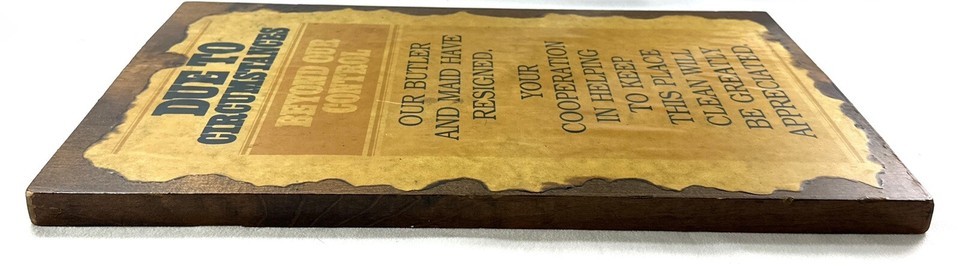 DUE TO
CIRCUMSTANCES
BEYOND OUR
CONTROL
OUR BUTLER
AND MAID HAVE
RESIGNED.
YOUR
COOPERATION
IN HELPING
TO KEEP
THIS PLACE
CLEAN WILL
BE GREATLY
APPRECIATED.